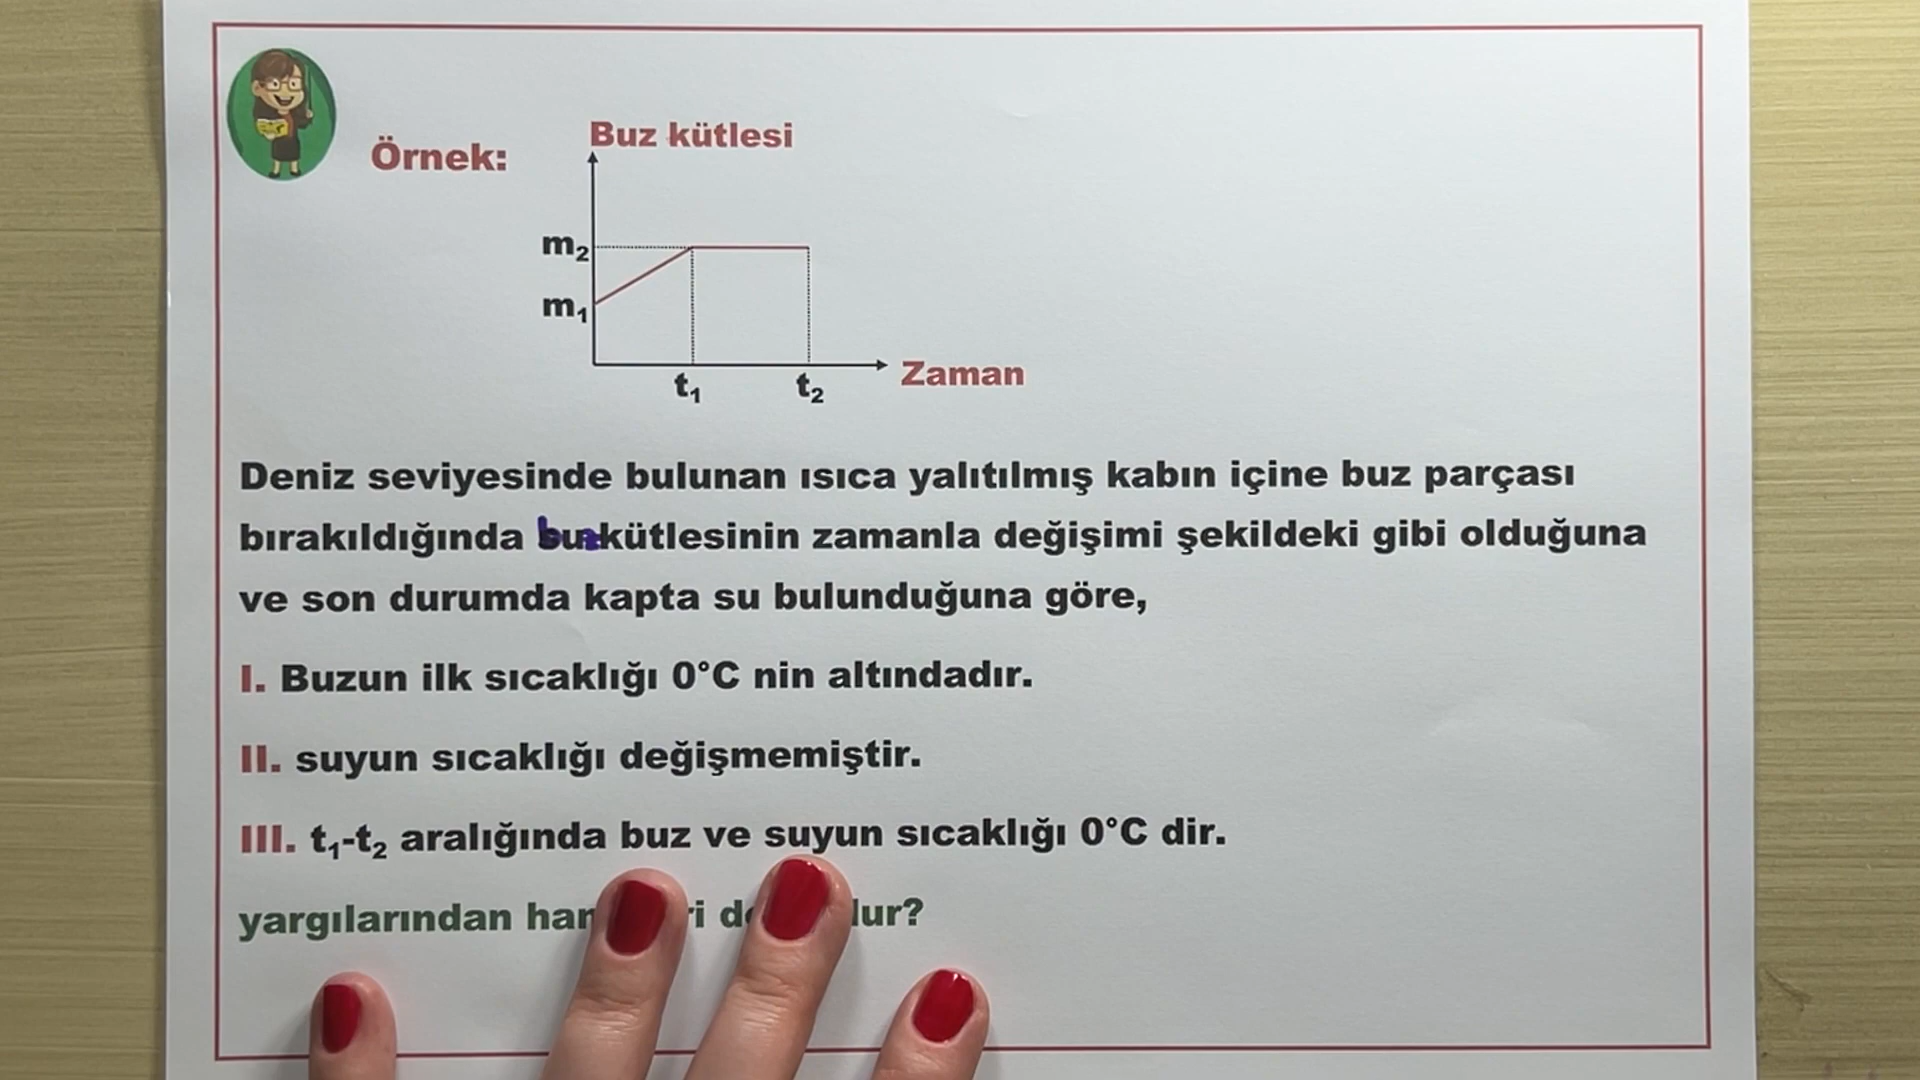 Örnek:
Buz kütlesi
m₂
m₁
t₁ t₂
Zaman
Deniz seviyesinde bulunan ısıca yalıtılmış kabın içine buz parçası
bırakıldığında buz kütlesinin zamanla değişimi şekildeki gibi olduğuna
ve son durumda kapta su bulunduğuna göre,
I. Buzun ilk sıcaklığı 0°C nin altındadır.
II. suyun sıcaklığı değişmemiştir.
III. t₁-t₂ aralığında buz ve suyun sıcaklığı 0°C dir.
yargılarından